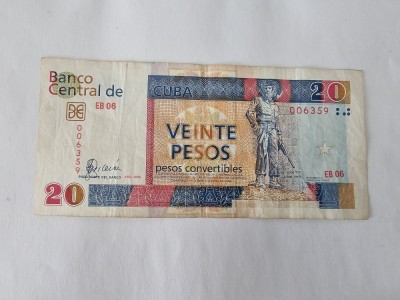 Banco
Central de CUBA 20
EB 06
006359
006359
VEINTE
PESOS
pesos convertibles
20
EB 06